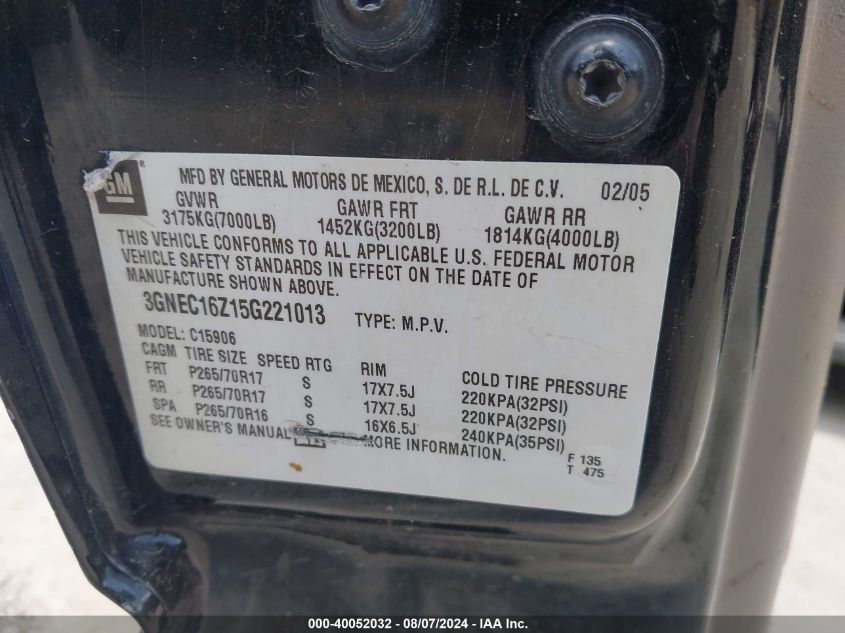 GM ®
MFD BY GENERAL MOTORS DE MEXICO, S. DE R.L. DE C.V. 02/05
GVWR GAWR FRT GAWR RR
3175KG(7000LB) 1452KG(3200LB) 1814KG(4000LB)
THIS VEHICLE CONFORMS TO ALL APPLICABLE U.S. FEDERAL MOTOR
VEHICLE SAFETY STANDARDS IN EFFECT ON THE DATE OF
MANUFACTURE SHOWN ABOVE.
3GNEC16Z15G221013 TYPE: M.P.V.
MODEL: C15906
CAGM TIRE SIZE SPEED RTG RIM COLD TIRE PRESSURE
FRT P265/70R17 S 17X7.5J 220KPA(32PSI)
RR P265/70R17 S 17X7.5J 220KPA(32PSI)
SPA P265/70R16 S 16X6.5J 240KPA(35PSI)
SEE OWNER'S MANUAL MORE INFORMATION.
F 135
T 475
000-40052032 - 08/07/2024 - IAA Inc.